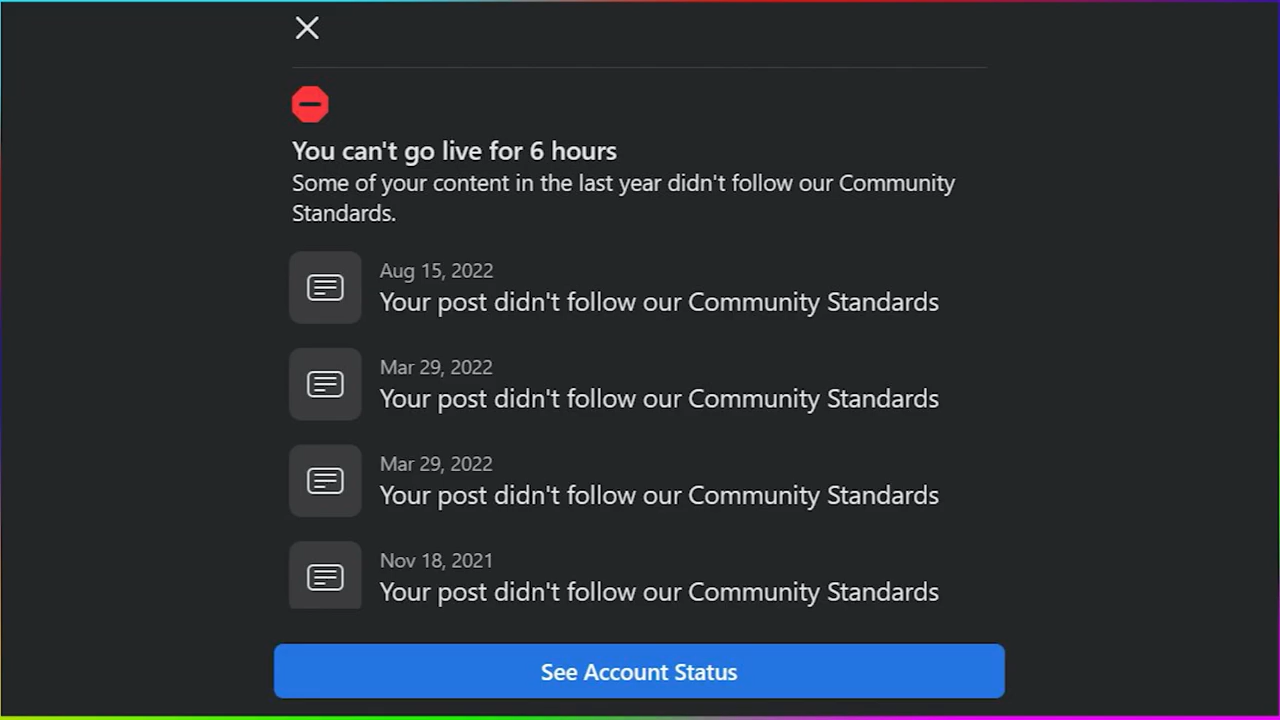 You can't go live for 6 hours
Some of your content in the last year didn't follow our Community
Standards.
Aug 15, 2022
Your post didn't follow our Community Standards
Mar 29, 2022
Your post didn't follow our Community Standards
Mar 29, 2022
Your post didn't follow our Community Standards
Nov 18, 2021
Your post didn't follow our Community Standards
See Account Status